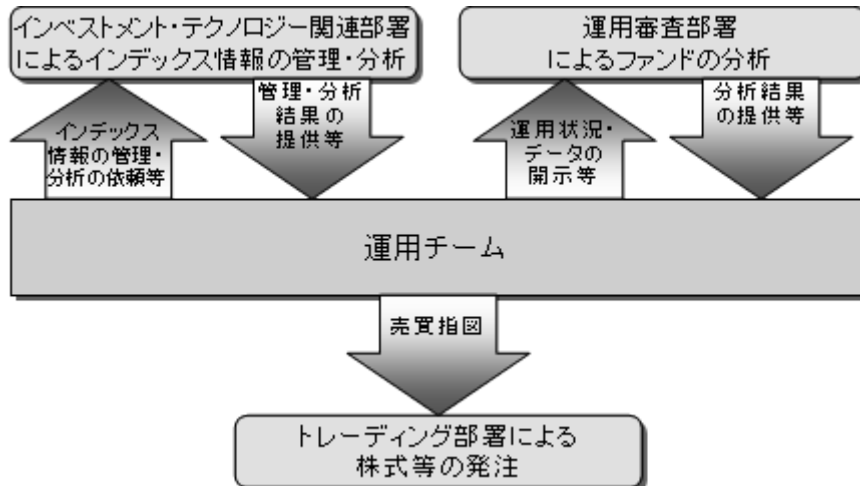 インベストメント・テクノロジー関連部署
によるインデックス情報の管理・分析
運用審査部署
によるファンドの分析
インデックス
情報の管理・
分析の依頼等
管理・分析
結果の
提供等
運用状況・
データの
開示等
分析結果
の提供等
運用チーム
売買指図
トレーディング部署による
株式等の発注